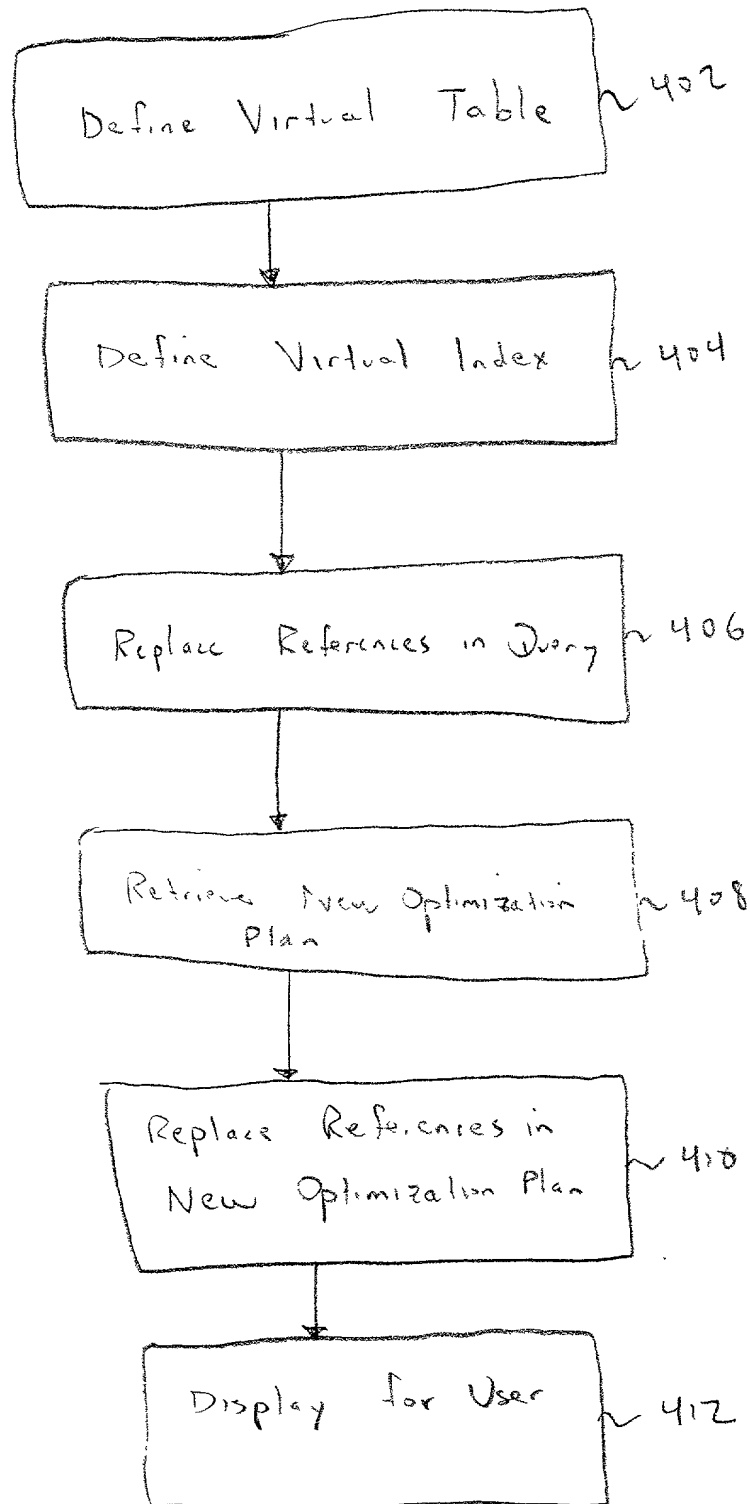 Define Virtual Table
402
Define Virtual Index
404
Replace References in Query
406
Retrieve New Optimization
Plan
408
Replace References in
New Optimization Plan
410
Display for User
412